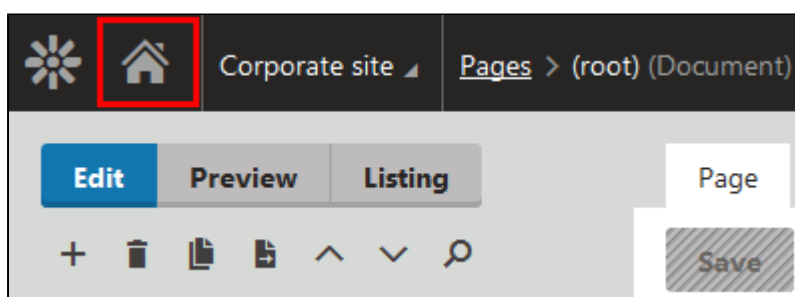 Corporate site Pages > (root) (Document)
Edit Preview Listing Page
Save